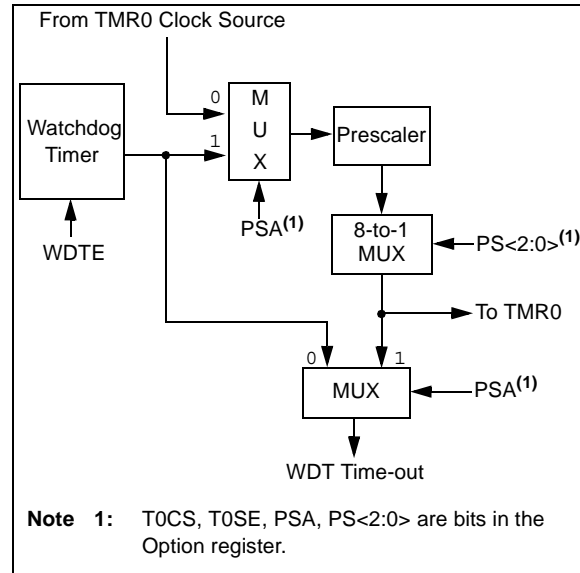 From TMR0 Clock Source
0
M
U
X
Watchdog
Timer
1
Prescaler
PSA(1)
WDTE
8-to-1
MUX
PS<2:0>(1)
To TMR0
0
1
MUX
PSA(1)
WDT Time-out
Note 1: T0CS, T0SE, PSA, PS<2:0> are bits in the
Option register.